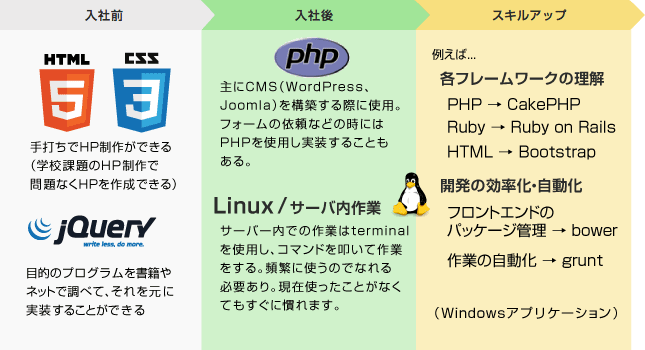 入社前
HTML
CSS
5
3
手打ちでHP制作ができる
（学校課題のHP制作で
問題なくHPを作成できる）
jQuery
write less, do more.
目的のプログラムを書籍や
ネットで調べて、それを元に
実装することができる
入社後
php
主にCMS（WordPress、
Joomla）を構築する際に使用。
フォームの依頼などの時には
PHPを使用し実装することも
ある。
Linux / サーバ内作業
サーバー内での作業はterminal
を使用し、コマンドを叩いて作業
をする。頻繁に使うのでなれる
必要あり。現在使ったことがなく
てもすぐに慣れます。
スキルアップ
例えば...
各フレームワークの理解
PHP → CakePHP
Ruby → Ruby on Rails
HTML → Bootstrap
開発の効率化・自動化
フロントエンドの
パッケージ管理 → bower
作業の自動化 → grunt
（Windowsアプリケーション）